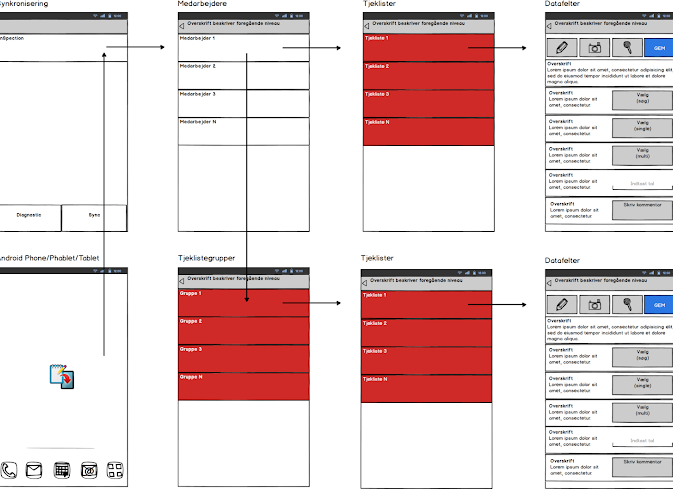 Synkronisering
Medarbejdere
Tjeklister
Datafelter
Overskrift beskriver foregående niveau
Overskrift beskriver foregående niveau
Overskrift beskriver foregående niveau
Medarbejder 1
Medarbejder 2
Medarbejder 3
Medarbejder N
Tjekliste 1
Tjekliste 2
Tjekliste 3
Tjekliste N
GEM
Overskrift
Lorem ipsum dolor sit amet, consectetur adipiscing elit,
sed do eiusmod tempor incididunt ut labore et dolore
magna aliqua.
Overskrift
Lorem ipsum dolor sit
amet, consectetur
Vælg
(nøg)
Overskrift
Lorem ipsum dolor sit
amet, consectetur
Vælg
(single)
Overskrift
Lorem ipsum dolor sit
amet, consectetur
Vælg
(multi)
Overskrift
Lorem ipsum dolor sit
amet, consectetur
Indtast tal
Overskrift
Lorem ipsum dolor sit
amet, consectetur
Skriv kommentar
Diagnostic
Sync
Android Phone/Phablet/Tablet
Tjeklistegrupper
Tjeklister
Datafelter
Overskrift beskriver foregående niveau
Overskrift beskriver foregående niveau
Overskrift beskriver foregående niveau
Gruppe 1
Gruppe 2
Gruppe 3
Gruppe N
Tjekliste 1
Tjekliste 2
Tjekliste 3
Tjekliste N
GEM
Overskrift
Lorem ipsum dolor sit amet, consectetur adipiscing elit,
sed do eiusmod tempor incididunt ut labore et dolore
magna aliqua.
Overskrift
Lorem ipsum dolor sit
amet, consectetur
Vælg
(nøg)
Overskrift
Lorem ipsum dolor sit
amet, consectetur
Vælg
(single)
Overskrift
Lorem ipsum dolor sit
amet, consectetur
Vælg
(multi)
Overskrift
Lorem ipsum dolor sit
amet, consectetur
Indtast tal
Overskrift
Lorem ipsum dolor sit
amet, consectetur
Skriv kommentar